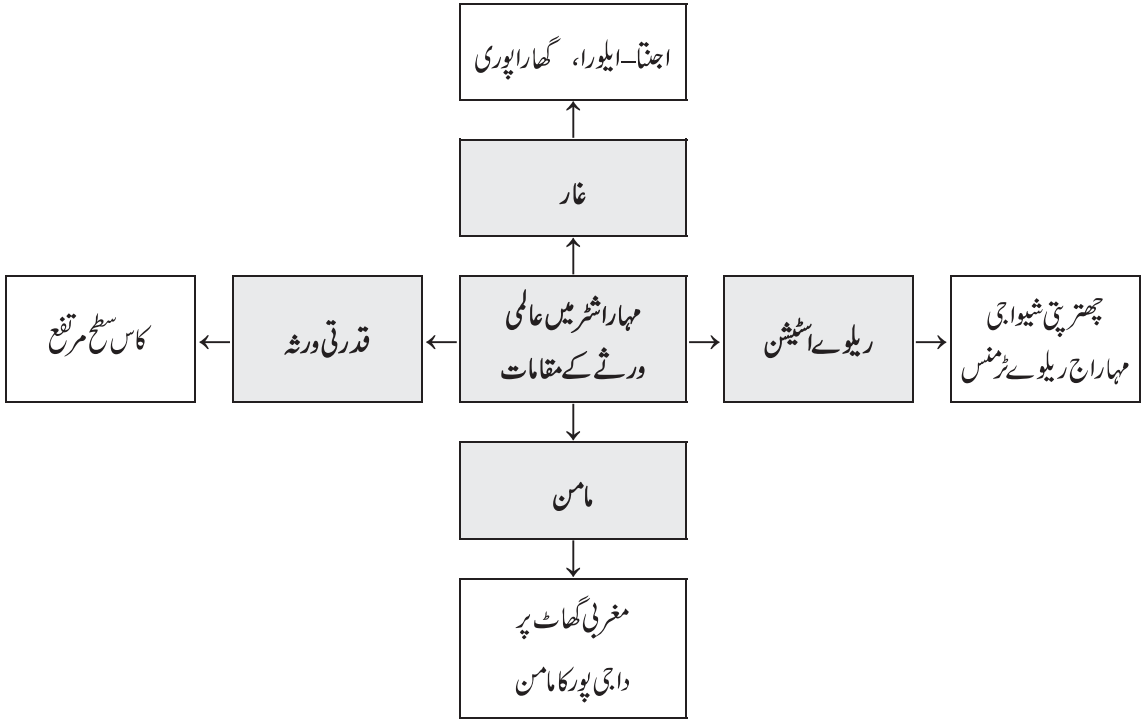 اجنتا–ایلورا، گھاراپوری
غار
مہاراشٹر میں عالمی
ورثے کے مقامات
ریلوے اسٹیشن
چھترپتی شیواجی
مہاراج ریلوے ٹرمنس
قدرتی ورثہ
کاس سطح مرتفع
مامن
مغربی گھاٹ پر
داجی پور کا مامن